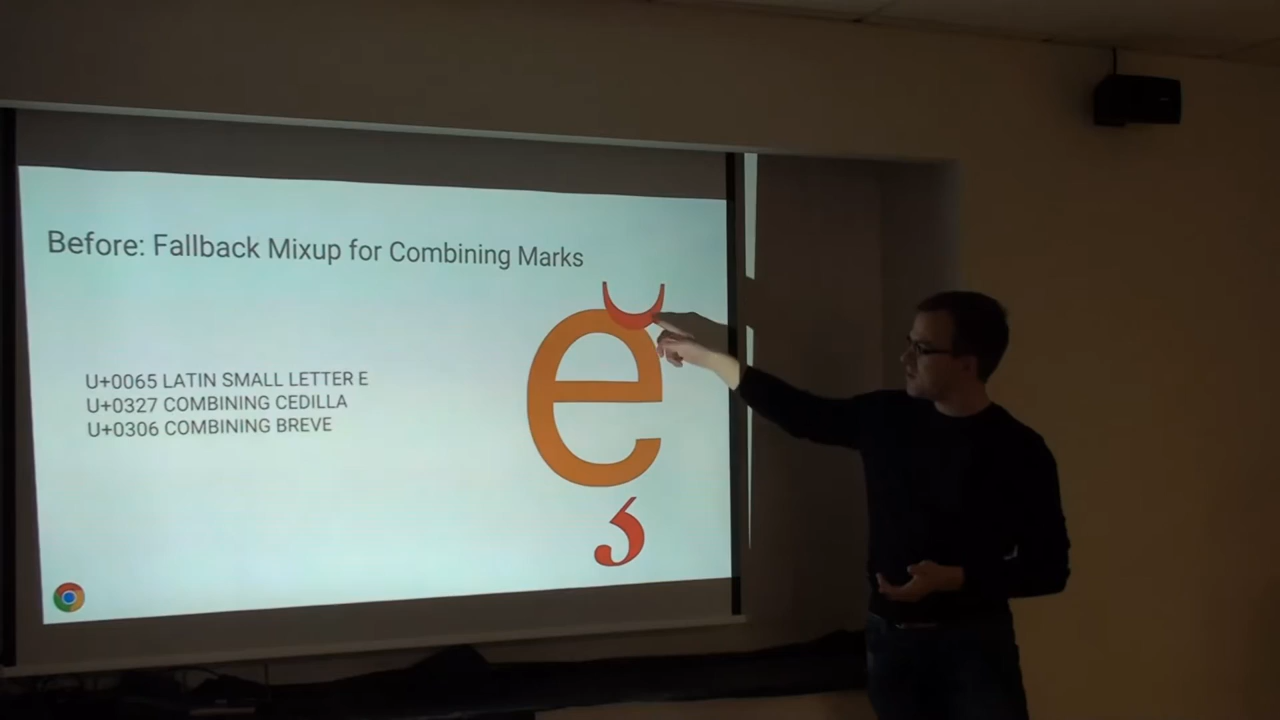 Before: Fallback Mixup for Combining Marks
U+0065 LATIN SMALL LETTER E
U+0327 COMBINING CEDILLA
U+0306 COMBINING BREVE
ḝ